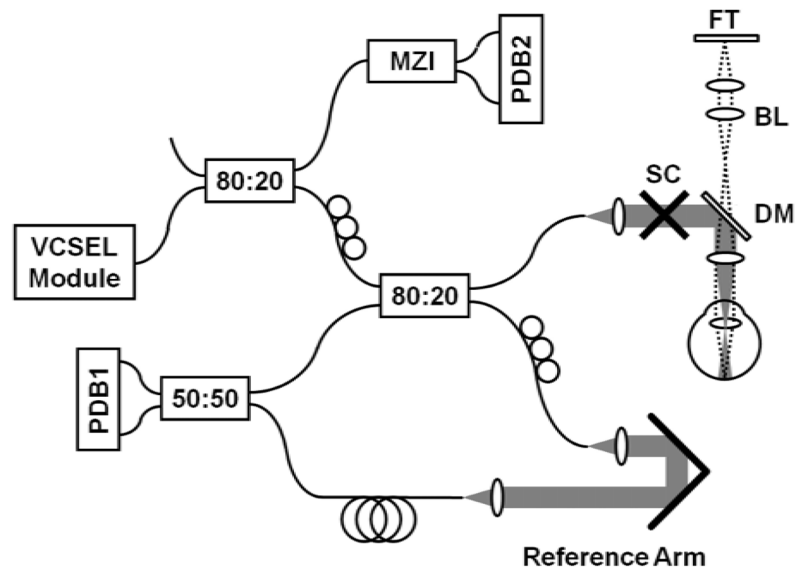 FT
MZI
PDB2
BL
80:20
SC
DM
VCSEL
Module
80:20
PDB1
50:50
Reference Arm